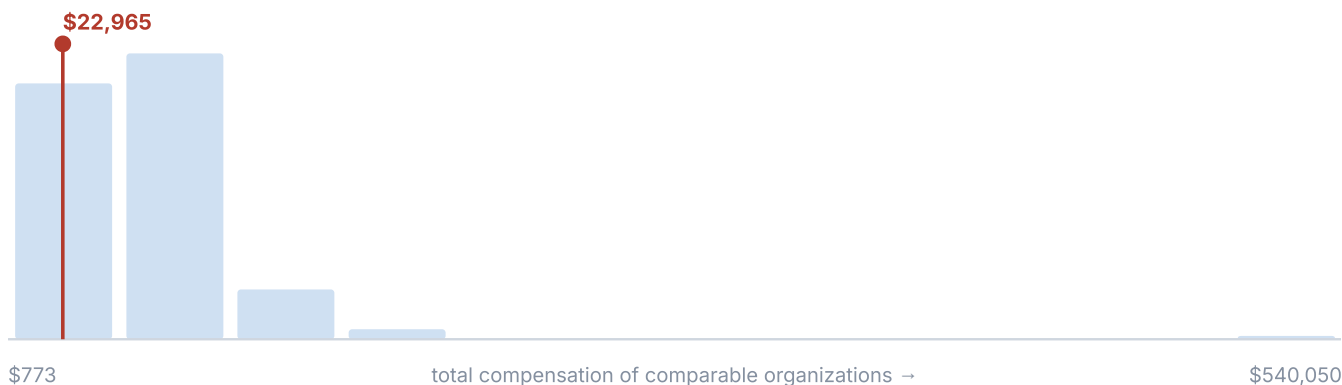 $22,965
$773 total compensation of comparable organizations → $540,050